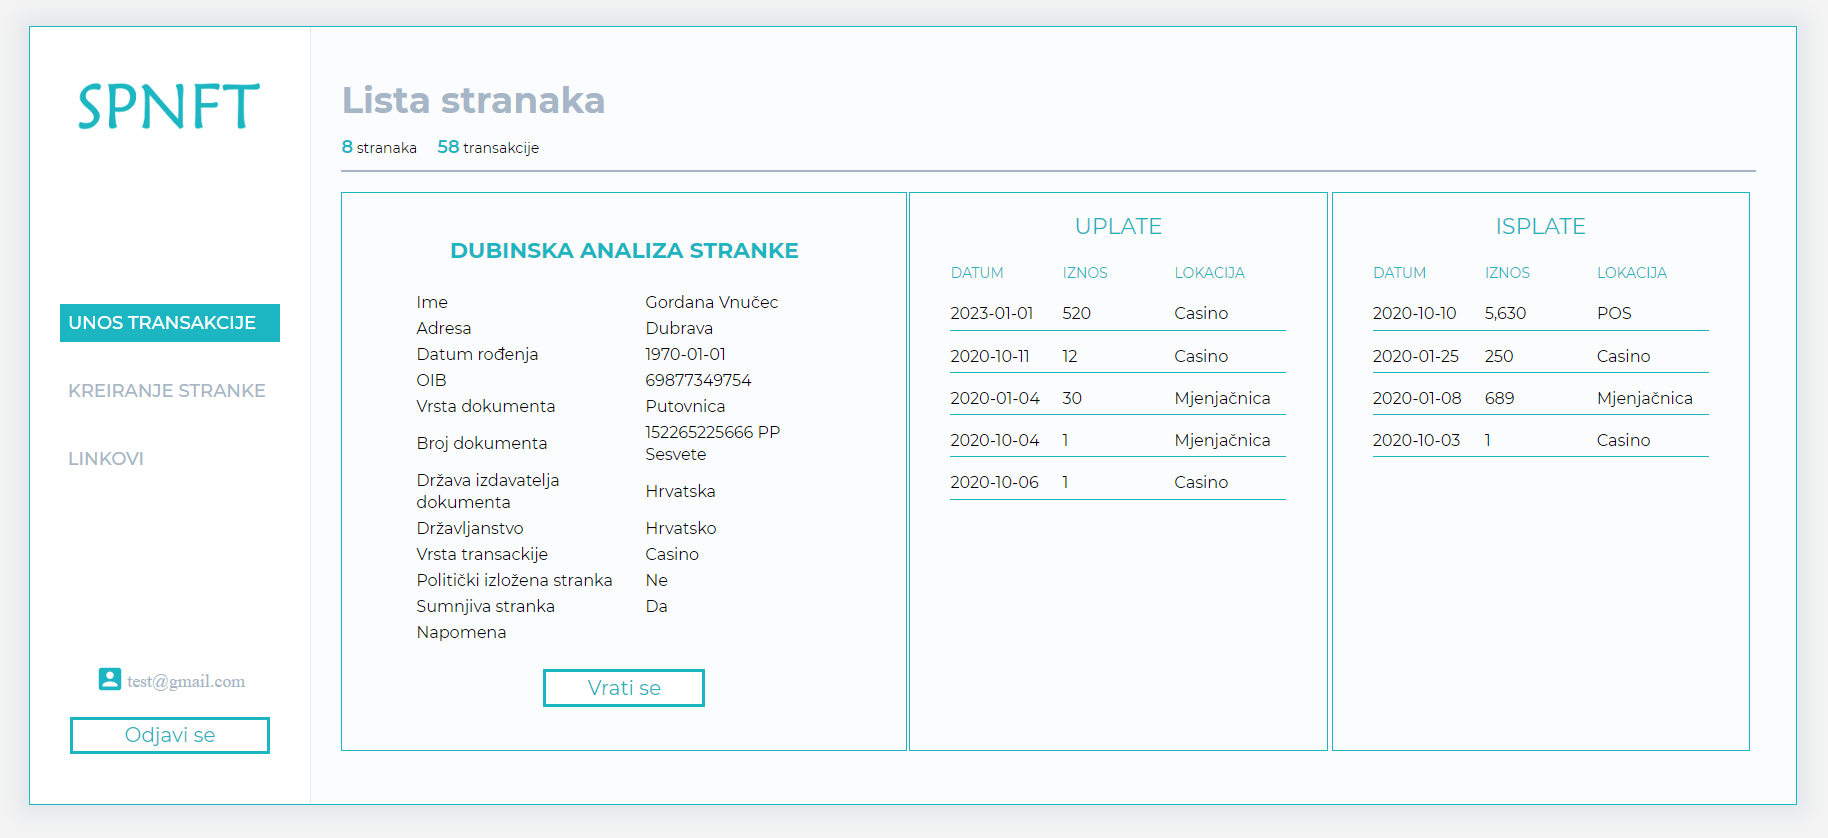 SPNFT
UNOS TRANSAKCIJE
KREIRANJE STRANKE
LINKOVI
test@gmail.com
Odjavi se
Lista stranaka
8 stranaka 58 transakcije
DUBINSKA ANALIZA STRANKE
Ime Gordana Vnučec
Adresa Dubrava
Datum rođenja 1970-01-01
OIB 69877349754
Vrsta dokumenta Putovnica
Broj dokumenta 152265225666 PP
Sesvete
Država izdavatelja
dokumenta Hrvatska
Državljanstvo Hrvatsko
Vrsta transackije Casino
Politički izložena stranka Ne
Sumnjiva stranka Da
Napomena
Vrati se
UPLATE
DATUM IZNOS LOKACIJA
2023-01-01 520 Casino
2020-10-11 12 Casino
2020-01-04 30 Mjenjačnica
2020-10-04 1 Mjenjačnica
2020-10-06 1 Casino
ISPLATE
DATUM IZNOS LOKACIJA
2020-10-10 5,630 POS
2020-01-25 250 Casino
2020-01-08 689 Mjenjačnica
2020-10-03 1 Casino